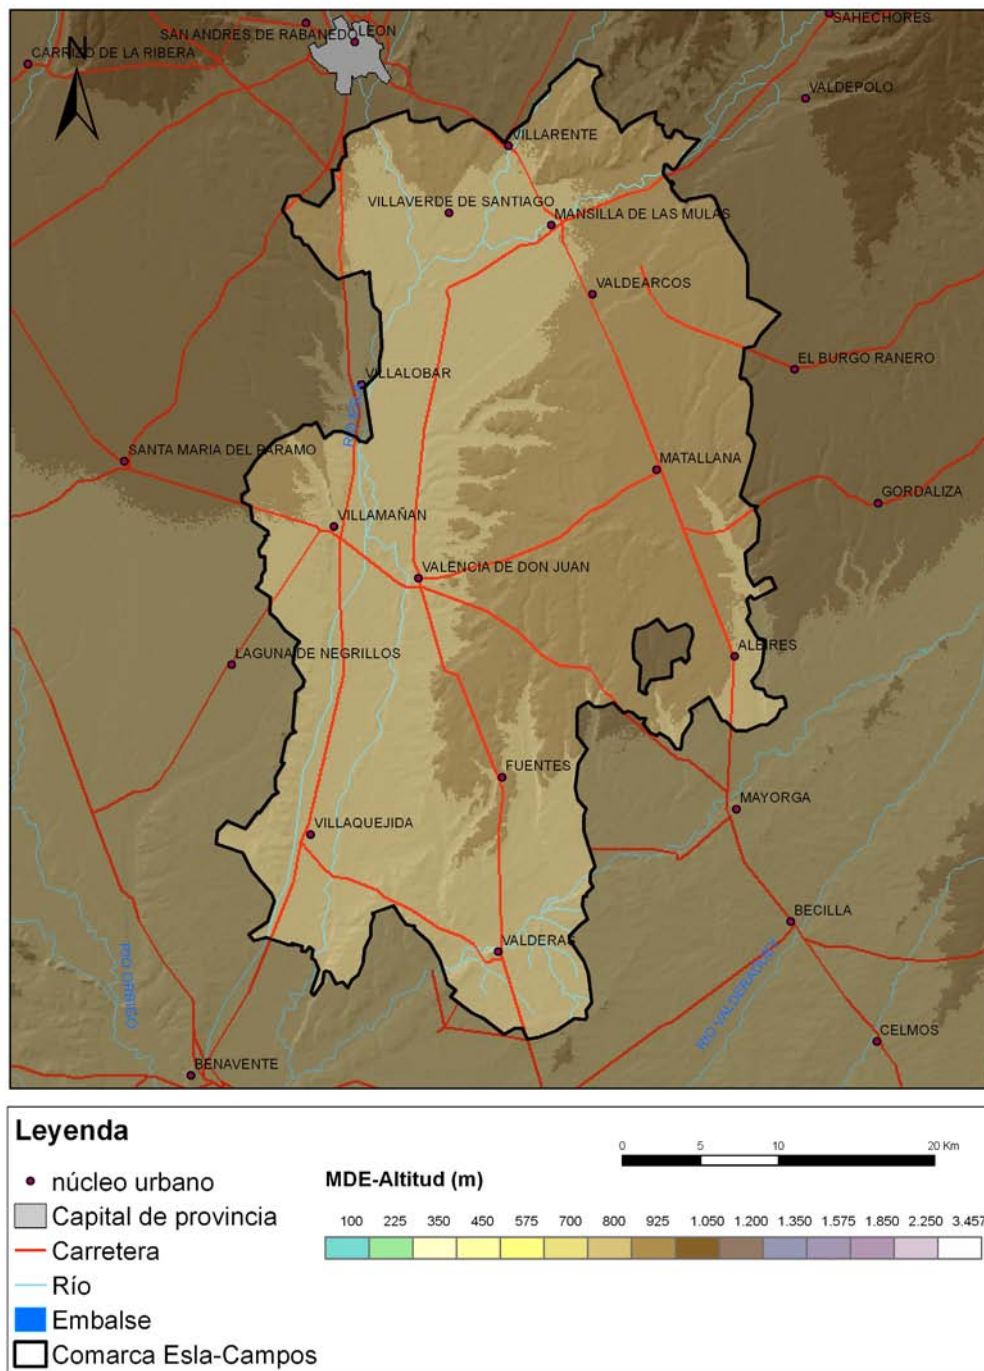 SAHECHORES
SAN ANDRES DE RABANEDO
LEON
N
CARRIZO DE LA RIBERA
VALDEPOLO
VILLARENTE
VILLAVERDE DE SANTIAGO
MANSILLA DE LAS MULAS
VALDEARCOS
EL BURGO RANERO
VILLALOBAR
SANTA MARIA DEL PARAMO
MATALLANA
GORDALIZA
VILLAMAÑAN
VALENCIA DE DON JUAN
LAGUNA DE NEGRILLOS
ALBIRES
FUENTES
MAYORGA
VILLAQUEJIDA
BECILLA
VALDERAS
RIO ORBIGO
RIO VALDERADUEY
CELMOS
BENAVENTE
Leyenda
núcleo urbano
Capital de provincia
Carretera
Río
Embalse
Comarca Esla-Campos
0 5 10 20 Km
MDE-Altitud (m)
100 225 350 450 575 700 800 925 1.050 1.200 1.350 1.575 1.850 2.250 3.457